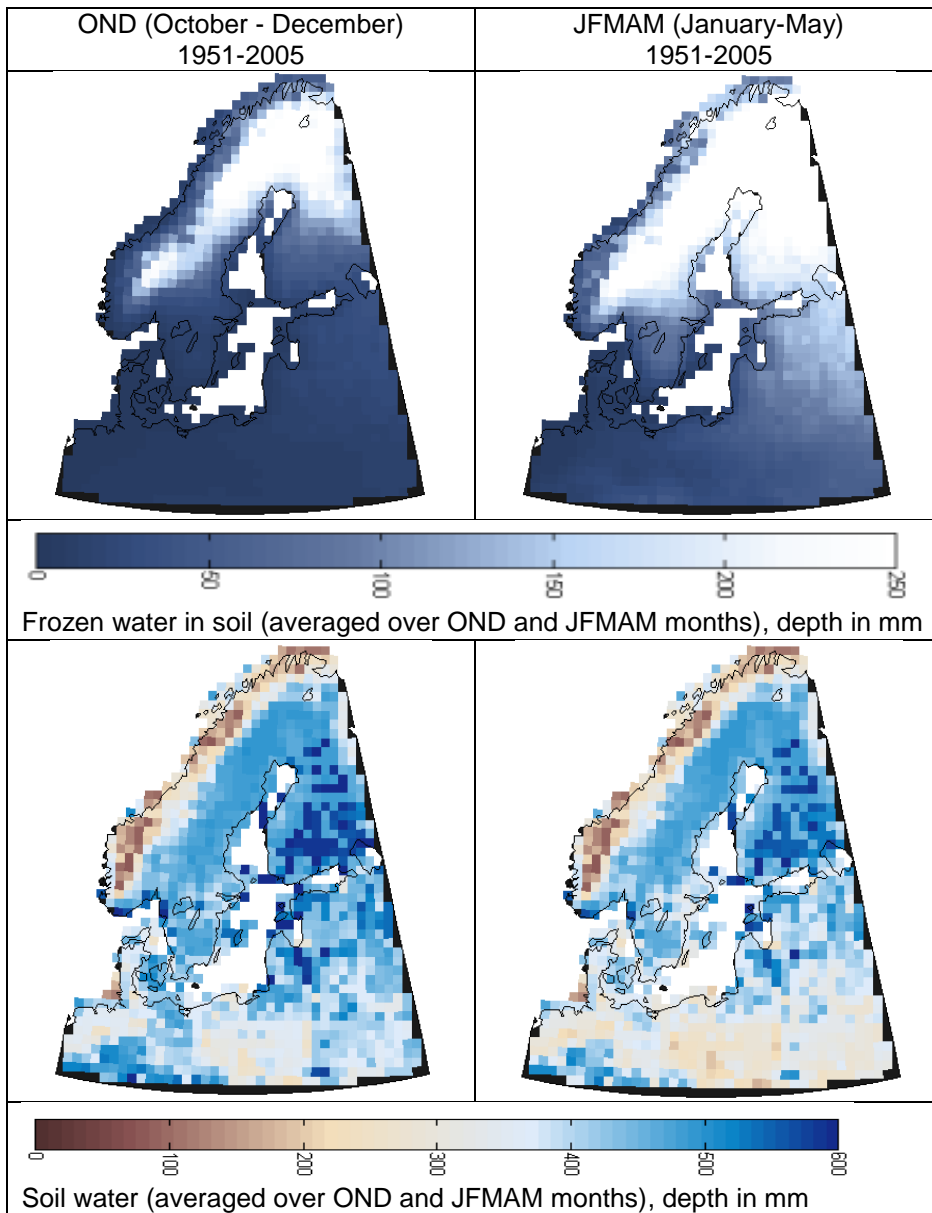 OND (October - December)
1951-2005
JFMAM (January-May)
1951-2005
0 50 100 150 200 250
Frozen water in soil (averaged over OND and JFMAM months), depth in mm
0 100 200 300 400 500 600
Soil water (averaged over OND and JFMAM months), depth in mm